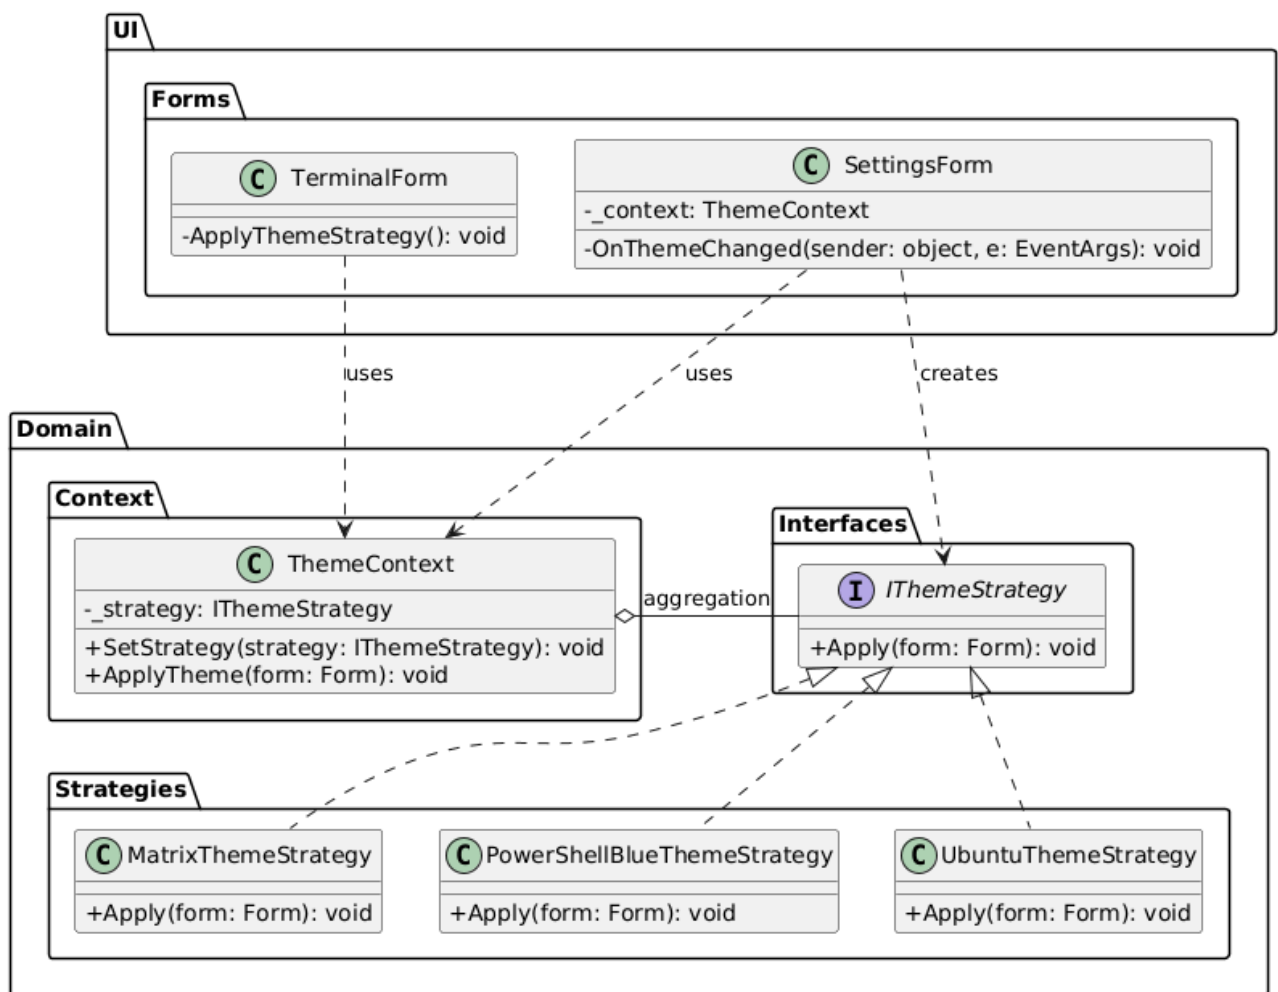 UI
Forms
C TerminalForm
-ApplyThemeStrategy(): void
C SettingsForm
-_context: ThemeContext
-OnThemeChanged(sender: object, e: EventArgs): void
uses
uses
creates
Domain
Context
C ThemeContext
-_strategy: IThemeStrategy
+SetStrategy(strategy: IThemeStrategy): void
+ApplyTheme(form: Form): void
aggregation
Interfaces
I IThemeStrategy
+Apply(form: Form): void
Strategies
C MatrixThemeStrategy
+Apply(form: Form): void
C PowerShellBlueThemeStrategy
+Apply(form: Form): void
C UbuntuThemeStrategy
+Apply(form: Form): void